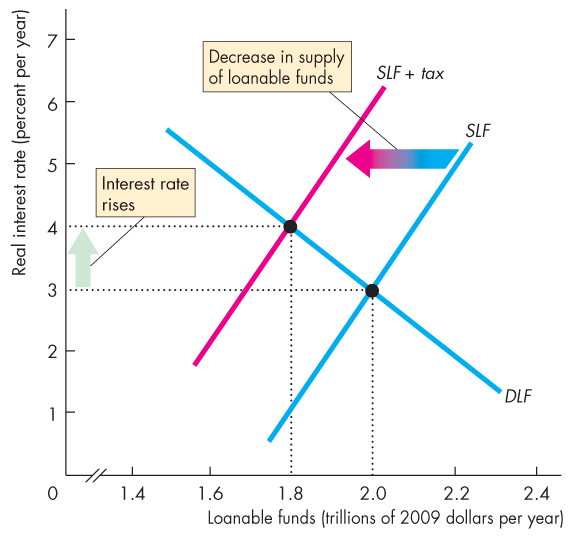 Real interest rate (percent per year)
7
6
5
4
3
2
1
0
Decrease in supply
of loanable funds
SLF + tax
SLF
Interest rate
rises
DLF
1.4
1.6
1.8
2.0
2.2
2.4
Loanable funds (trillions of 2009 dollars per year)